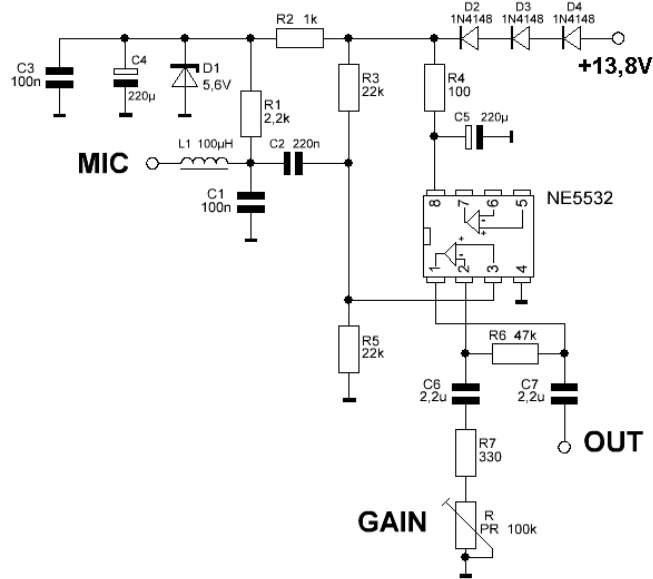 D2
1N4148
D3
1N4148
D4
1N4148
R2 1k
+13,8V
C3
100n
C4
220µ
D1
5,6V
R1
2,2k
R3
22k
R4
100
C5 220µ
L1 100µH
C2 220n
MIC
C1
100n
NE5532
8 7 6 5
1 2 3 4
R5
22k
R6 47k
C6
2,2u
C7
2,2u
OUT
R7
330
GAIN
R
PR 100k